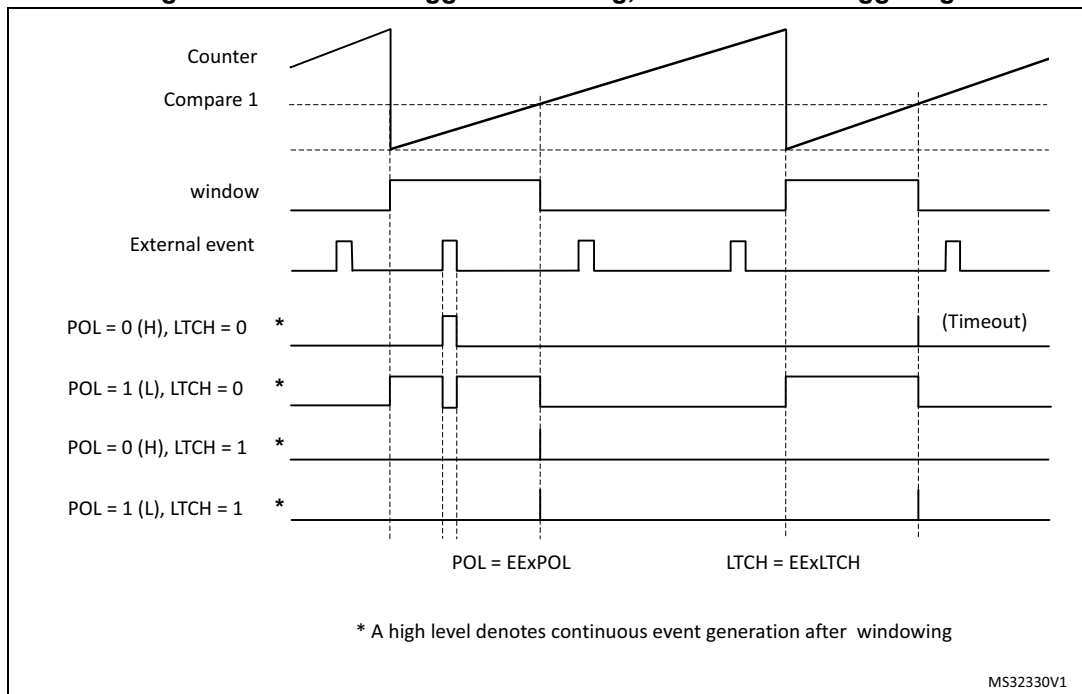 Counter
Compare 1
window
External event
POL = 0 (H), LTCH = 0 *
(Timeout)
POL = 1 (L), LTCH = 0 *
POL = 0 (H), LTCH = 1 *
POL = 1 (L), LTCH = 1 *
POL = EExPOL
LTCH = EExLTCH
* A high level denotes continuous event generation after windowing
MS32330V1